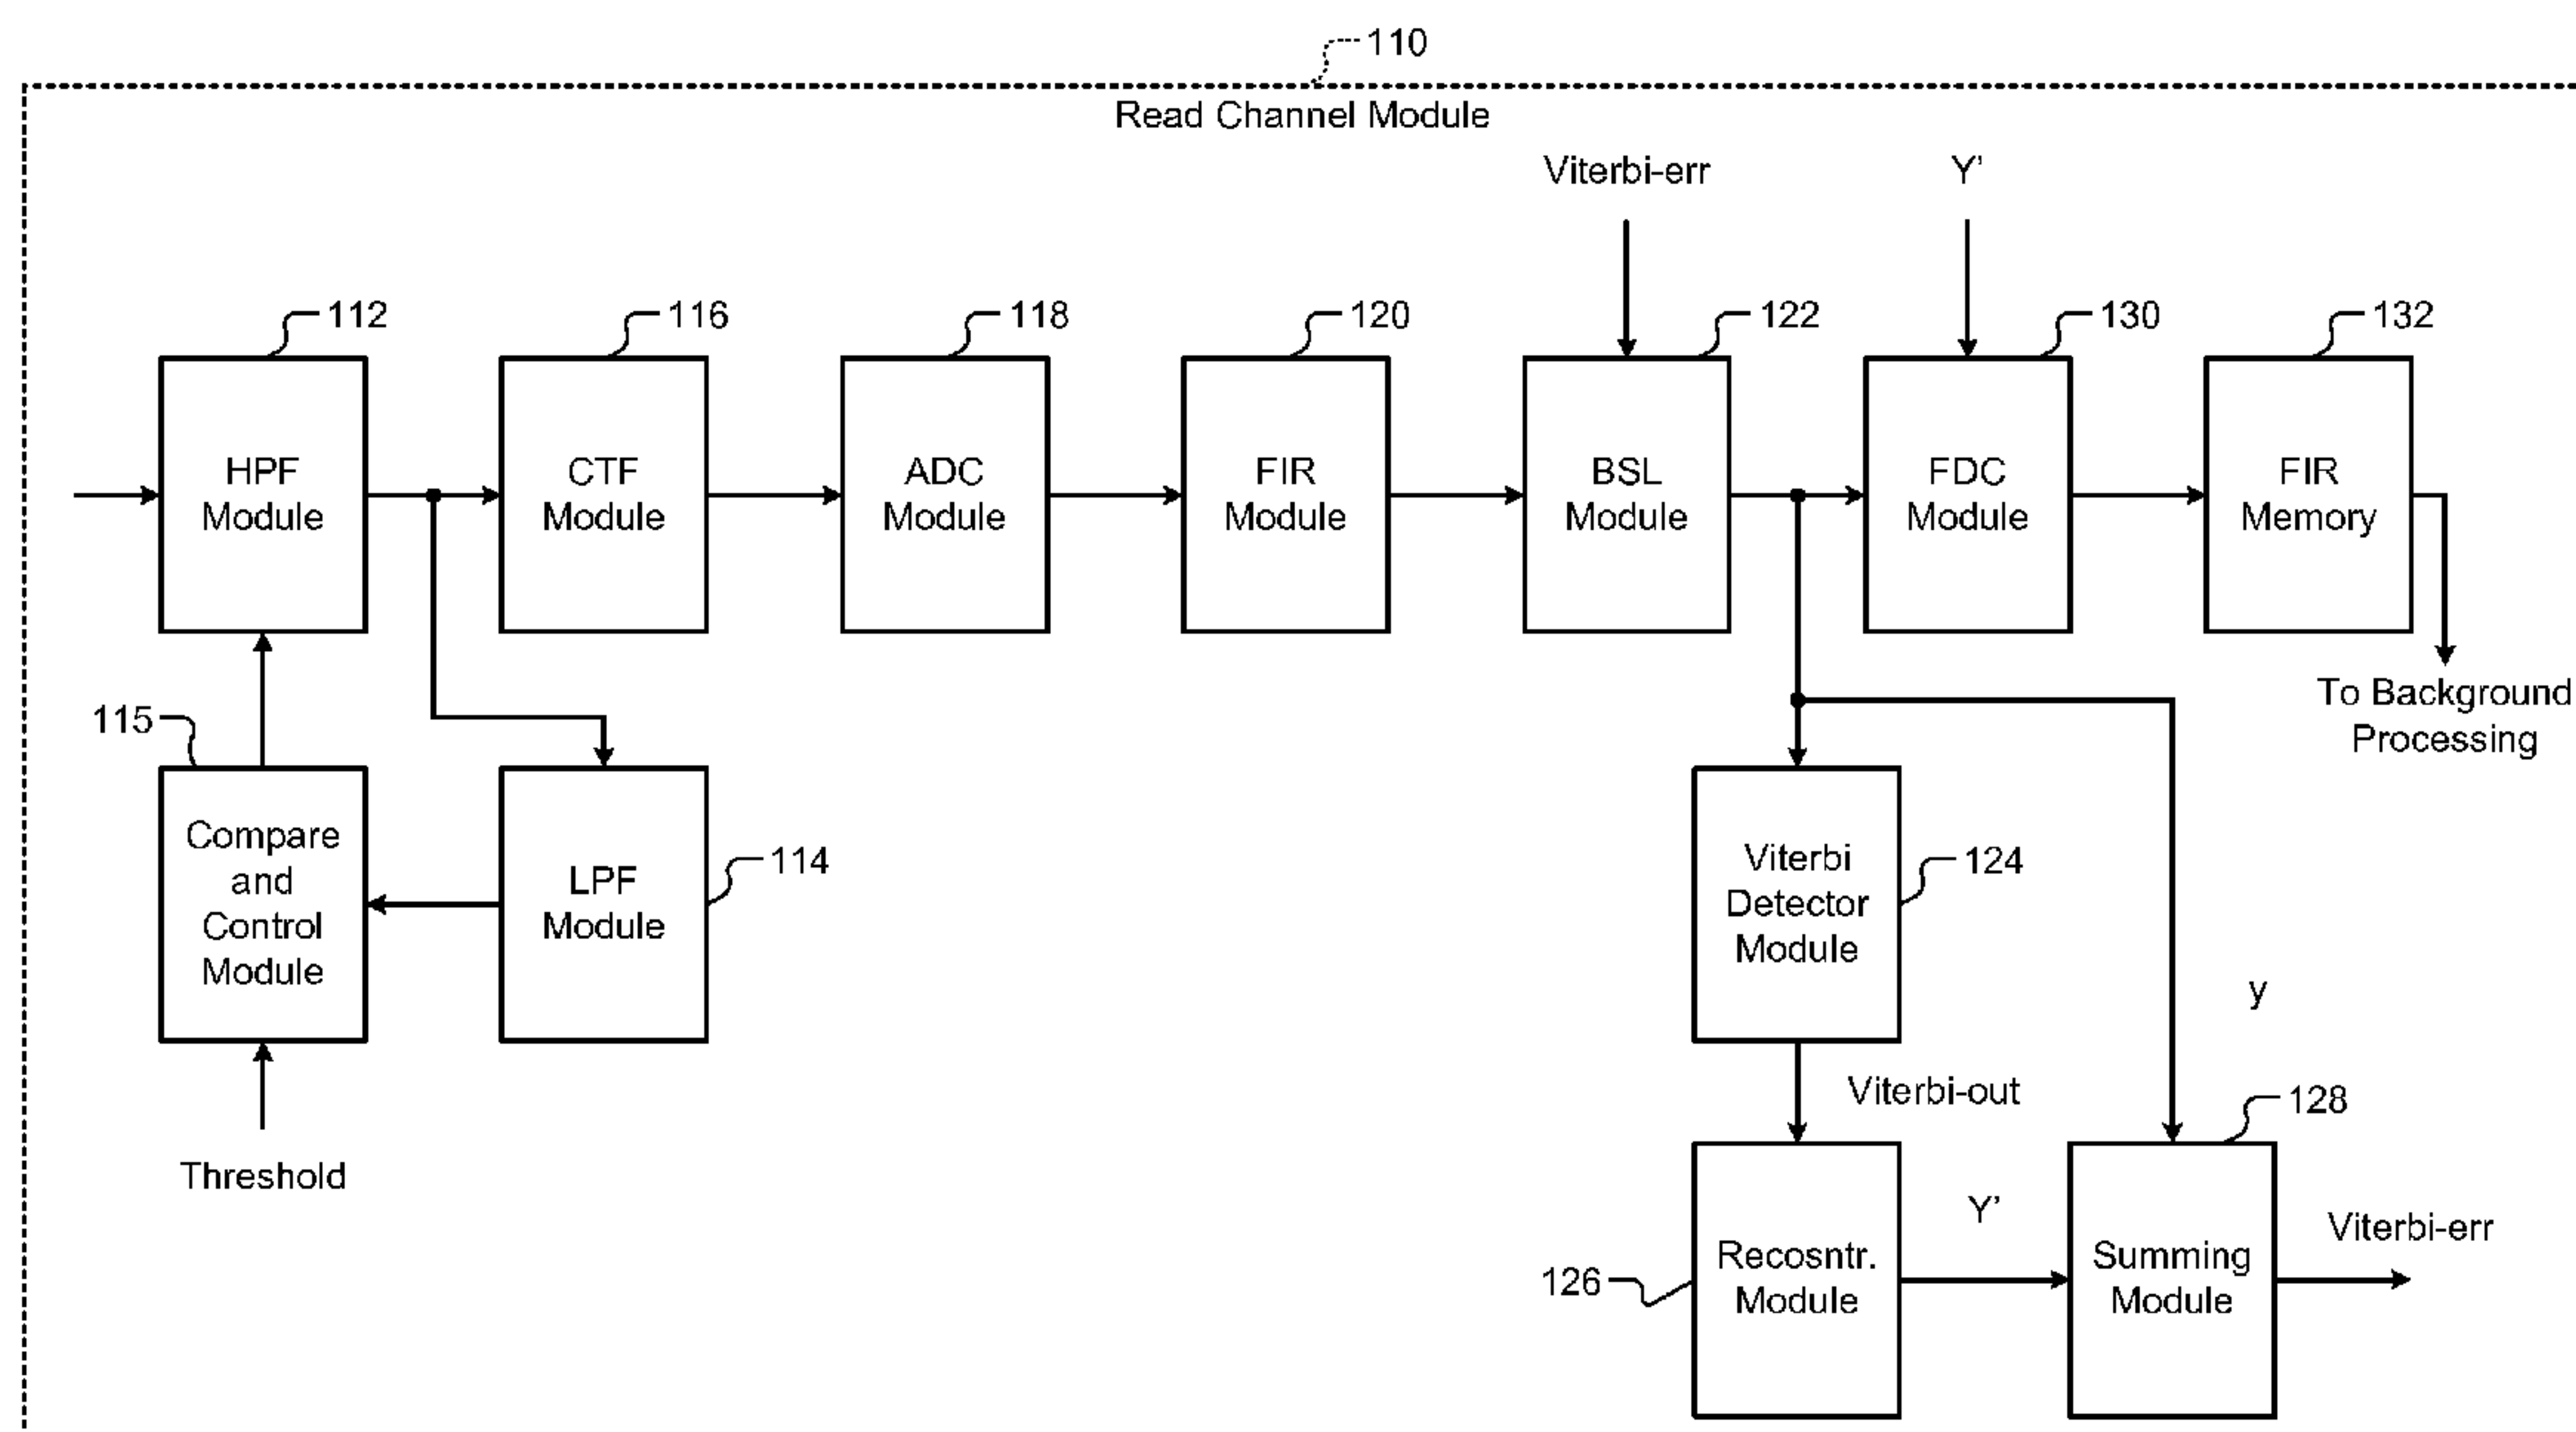 110
Read Channel Module
Viterbi-err
Y'
112
116
118
120
122
130
132
HPF
Module
CTF
Module
ADC
Module
FIR
Module
BSL
Module
FDC
Module
FIR
Memory
To Background
Processing
115
Compare
and
Control
Module
LPF
Module
114
Threshold
Viterbi
Detector
Module
124
y
Viterbi-out
128
126
Recosntr.
Module
Y'
Summing
Module
Viterbi-err